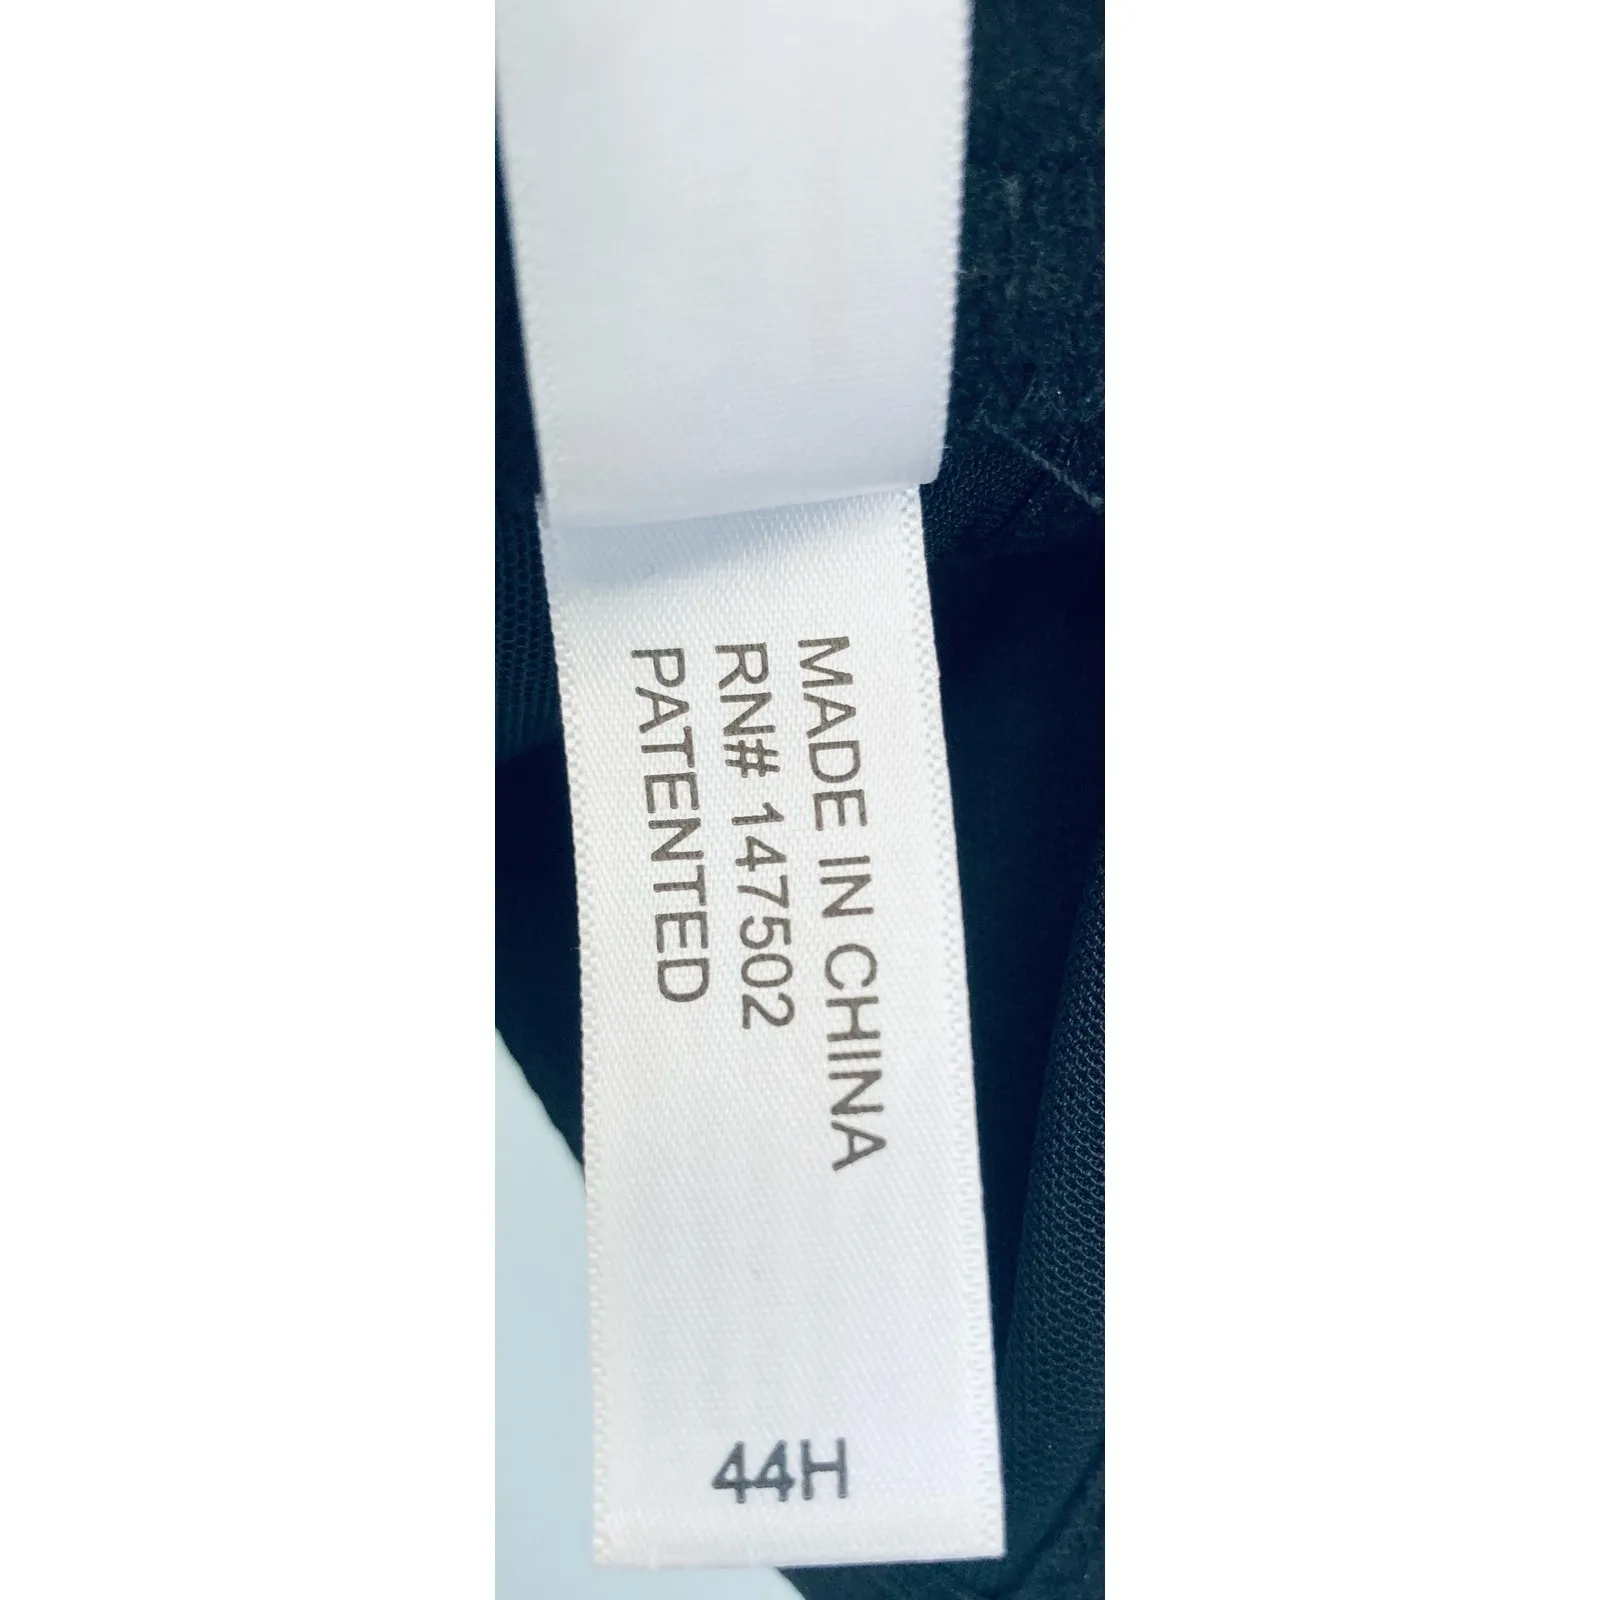 MADE IN CHINA
RN# 147502
PATENTED
44H